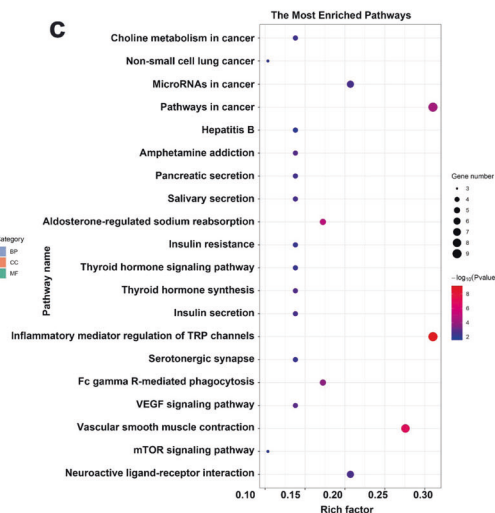 C
The Most Enriched Pathways
Choline metabolism in cancer
Non-small cell lung cancer
MicroRNAs in cancer
Pathways in cancer
Hepatitis B
Amphetamine addiction
Pancreatic secretion
Salivary secretion
Aldosterone-regulated sodium reabsorption
Insulin resistance
Thyroid hormone signaling pathway
Thyroid hormone synthesis
Insulin secretion
Inflammatory mediator regulation of TRP channels
Serotonergic synapse
Fc gamma R-mediated phagocytosis
VEGF signaling pathway
Vascular smooth muscle contraction
mTOR signaling pathway
Neuroactive ligand-receptor interaction
Pathway name
0.10 0.15 0.20 0.25 0.30
Rich factor
ategory
BP
CC
MF
Gene number
3
4
5
6
7
8
9
-log10(Pvalue
8
6
4
2